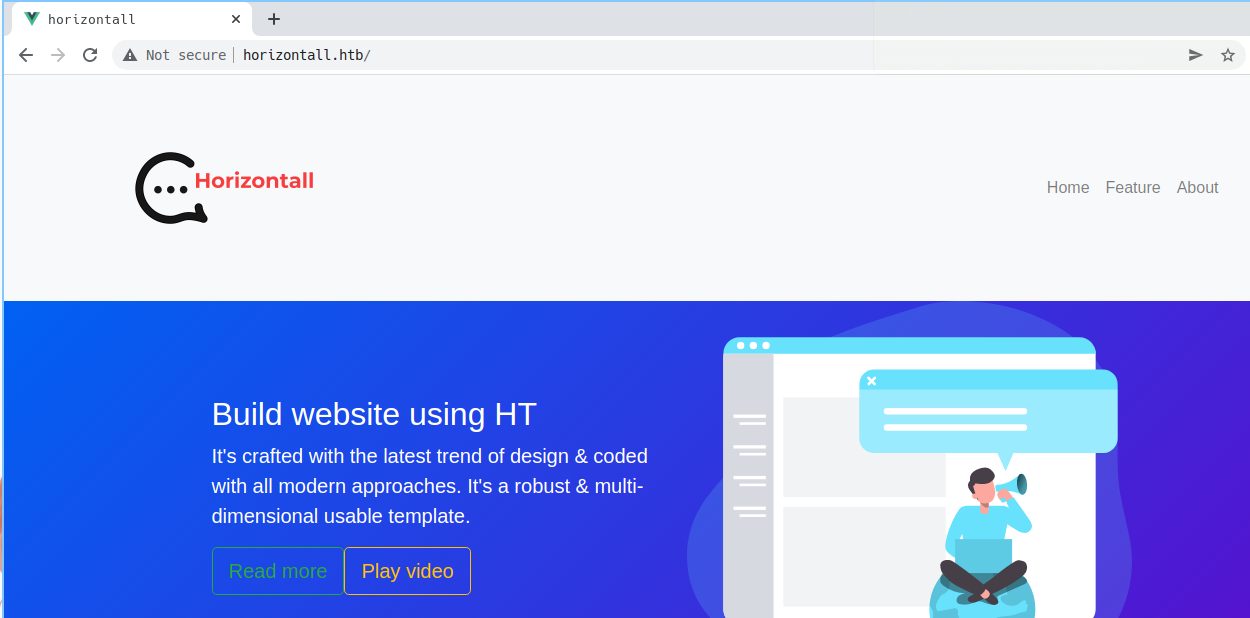 horizontall
Not secure
horizontall.htb/
Horizontall
Home Feature About
Build website using HT
It's crafted with the latest trend of design & coded
with all modern approaches. It's a robust & multi-
dimensional usable template.
Read more Play video